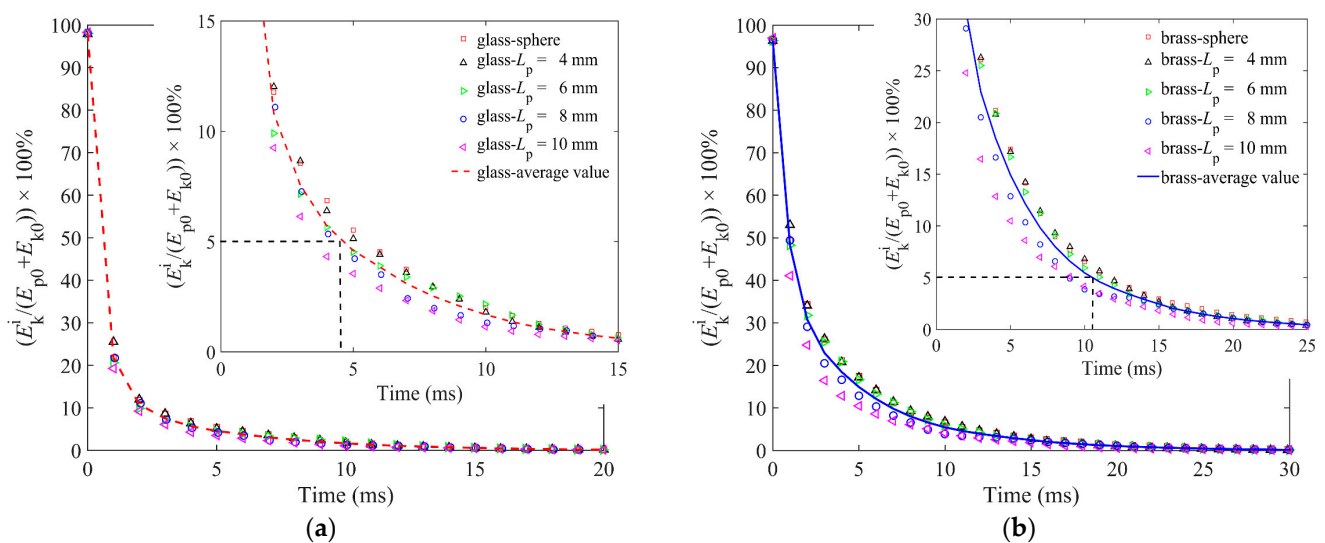 100
90
80
70
60
50
40
30
20
10
0
(E_k^i/(E_p0+E_k0)) × 100%
0
5
10
15
20
Time (ms)
15
10
5
0
(E_k^i/(E_p0+E_k0)) × 100%
0
5
10
15
Time (ms)
glass-sphere
glass-L_p = 4 mm
glass-L_p = 6 mm
glass-L_p = 8 mm
glass-L_p = 10 mm
glass-average value
(a)
100
90
80
70
60
50
40
30
20
10
0
(E_k^i/(E_p0+E_k0)) × 100%
0
5
10
15
20
25
30
Time (ms)
30
25
20
15
10
5
0
(E_k^i/(E_p0+E_k0)) × 100%
0
5
10
15
20
25
Time (ms)
brass-sphere
brass-L_p = 4 mm
brass-L_p = 6 mm
brass-L_p = 8 mm
brass-L_p = 10 mm
brass-average value
(b)